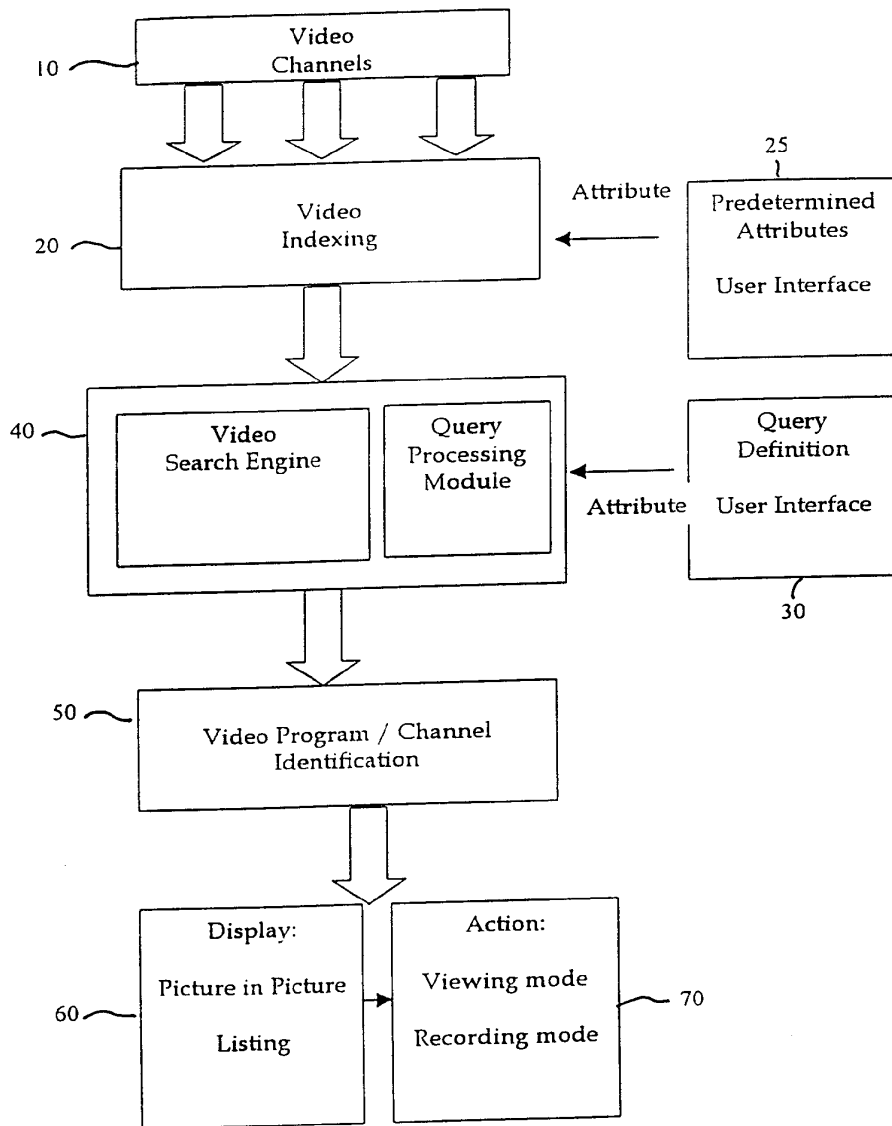 Video
Channels
10
25
Attribute
Predetermined
Attributes
User Interface
Video
Indexing
20
40
Video
Search Engine
Query
Processing
Module
Attribute
Query
Definition
User Interface
30
50
Video Program / Channel
Identification
Display:
Picture in Picture
Listing
60
Action:
Viewing mode
Recording mode
70